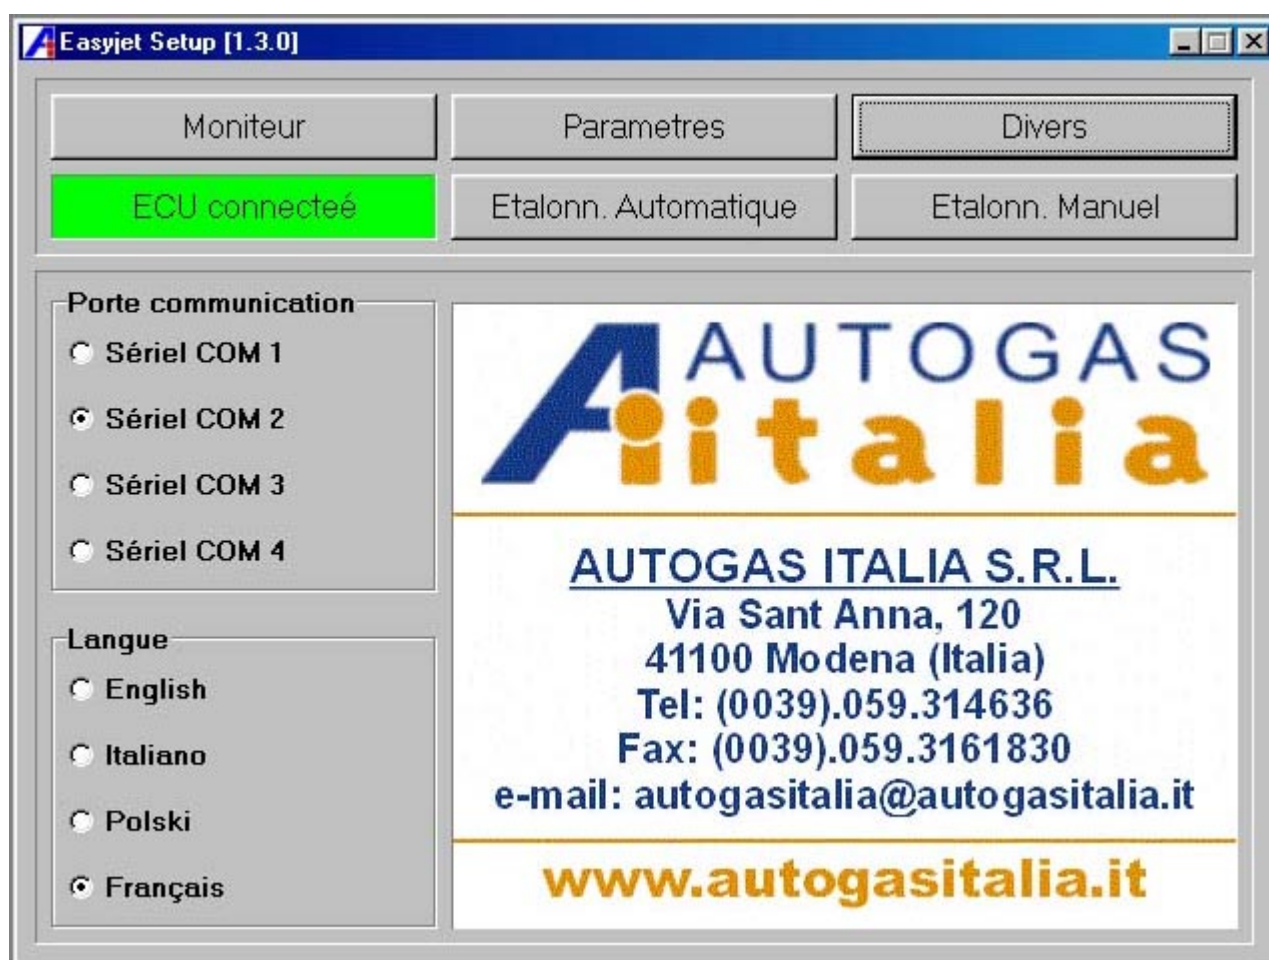 Easyjet Setup [1.3.0]
Moniteur
Parametres
Divers
ECU connecteé
Etalonn. Automatique
Etalonn. Manuel
Porte communication
Sériel COM 1
Sériel COM 2
Sériel COM 3
Sériel COM 4
Langue
English
Italiano
Polski
Français
AUTOGAS
italia
AUTOGAS ITALIA S.R.L.
Via Sant Anna, 120
41100 Modena (Italia)
Tel: (0039).059.314636
Fax: (0039).059.3161830
e-mail: autogasitalia@autogasitalia.it
www.autogasitalia.it